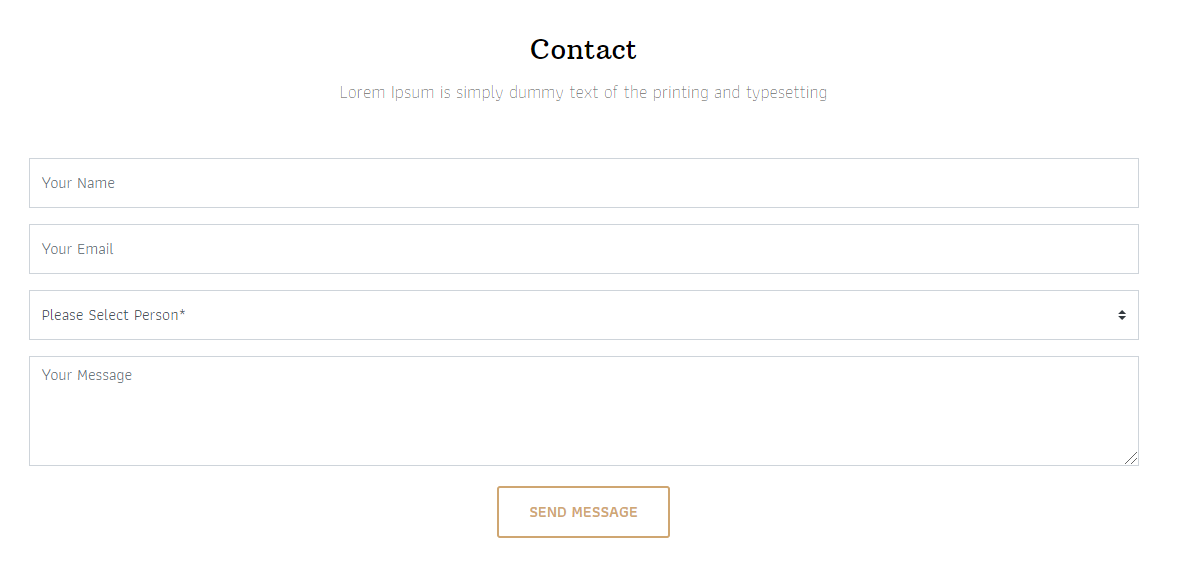 Contact
Lorem Ipsum is simply dummy text of the printing and typesetting
Your Name
Your Email
Please Select Person*
Your Message
SEND MESSAGE